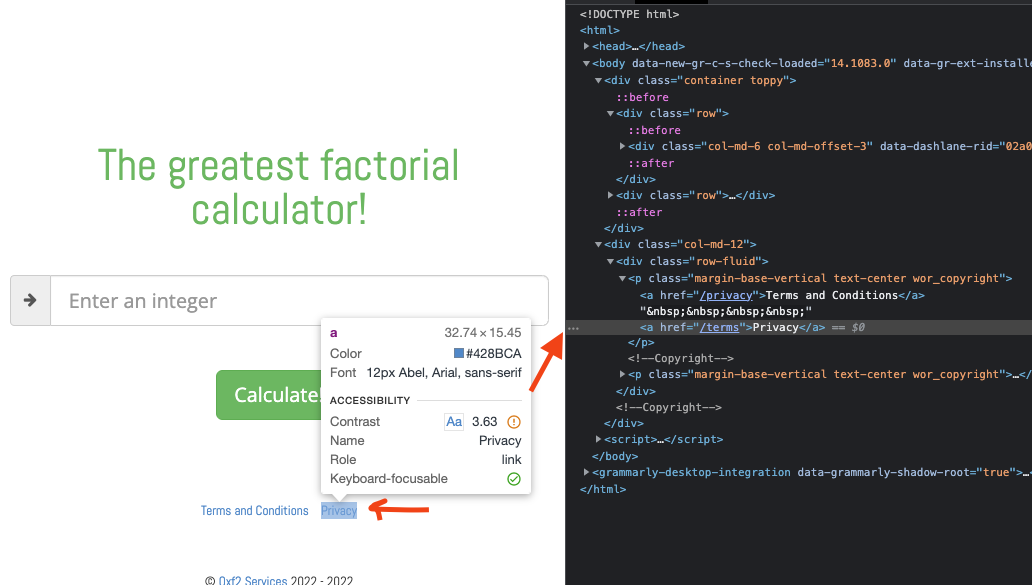 The greatest factorial
calculator!
Enter an integer
Calculate!
a 32.74 × 15.45
Color #428BCA
Font 12px Abel, Arial, sans-serif
ACCESSIBILITY
Contrast Aa 3.63
Name Privacy
Role link
Keyboard-focusable
Terms and Conditions Privacy
© Qxf2 Services 2022 - 2022
<!DOCTYPE html>
<html>
<head>…</head>
<body data-new-gr-c-s-check-loaded="14.1083.0" data-gr-ext-installe
<div class="container toppy">
::before
<div class="row">
::before
<div class="col-md-6 col-md-offset-3" data-dashlane-rid="02a0
::after
</div>
<div class="row">…</div>
::after
</div>
<div class="col-md-12">
<div class="row-fluid">
<p class="margin-base-vertical text-center wor_copyright">
<a href="/privacy">Terms and Conditions</a>
"&nbsp;&nbsp;&nbsp;&nbsp;"
<a href="/terms">Privacy</a> == $0
</p>
<!--Copyright-->
<p class="margin-base-vertical text-center wor_copyright">…</
</div>
<!--Copyright-->
</div>
<script>…</script>
</body>
<grammarly-desktop-integration data-grammarly-shadow-root="true">…
</html>